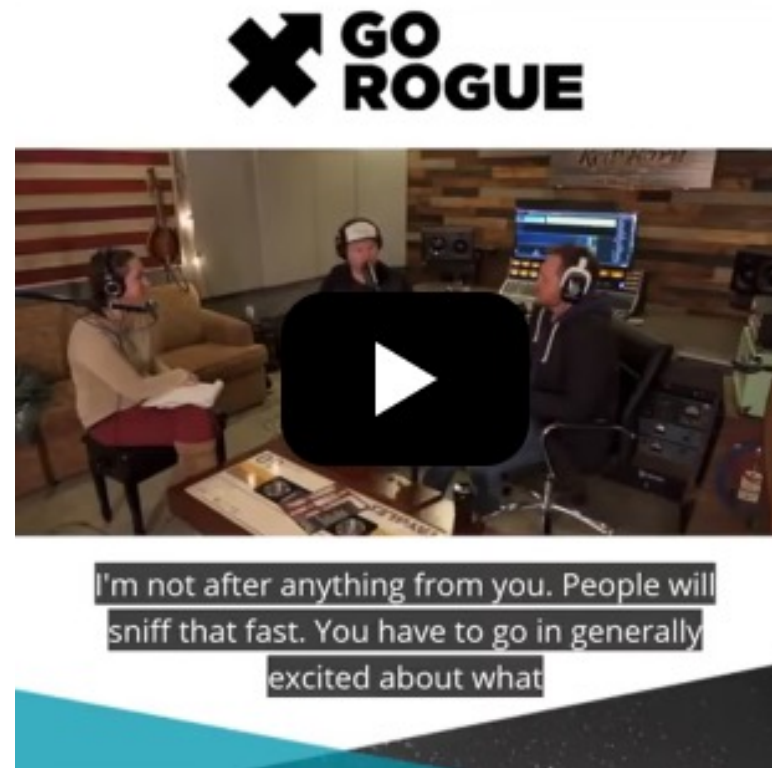 GO
ROGUE
I'm not after anything from you. People will
sniff that fast. You have to go in generally
excited about what